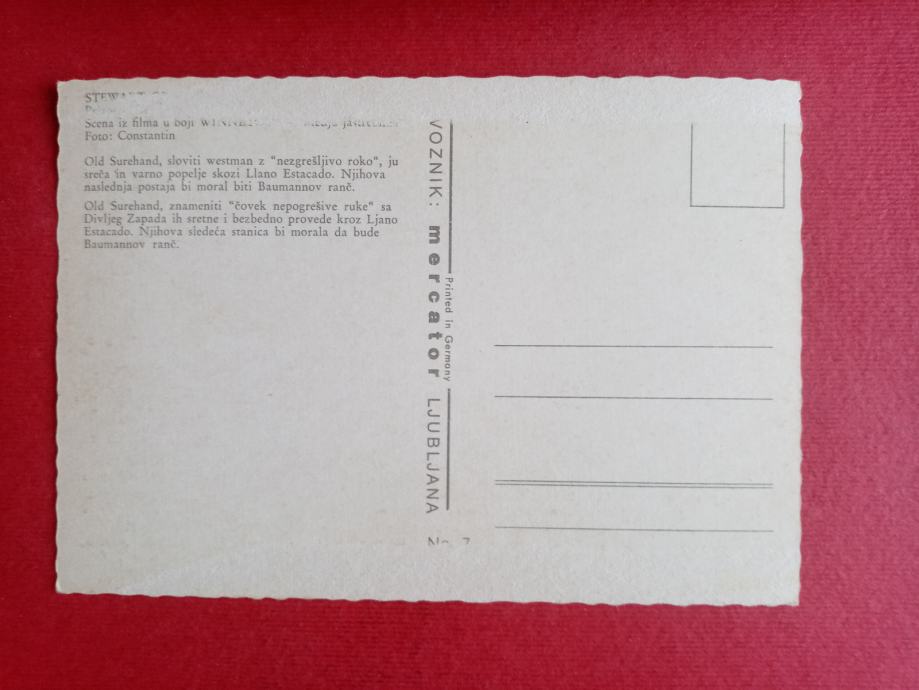 Scena iz filma u boji
Foto: Constantin
Old Surehand, sloviti westman z "nezgrešljivo roko", ju
sreča in varno popelje skozi Llano Estacado. Njihova
naslednja postaja bi moral biti Baumannov ranč.
Old Surehand, znameniti "čovek nepogrešive ruke" sa
Divljeg Zapada ih sretne i bezbedno provede kroz Ljano
Estacado. Njihova sledeća stanica bi morala da bude
Baumannov ranč.
VOZNIK: mercator LJUBLJANA
Printed in Germany